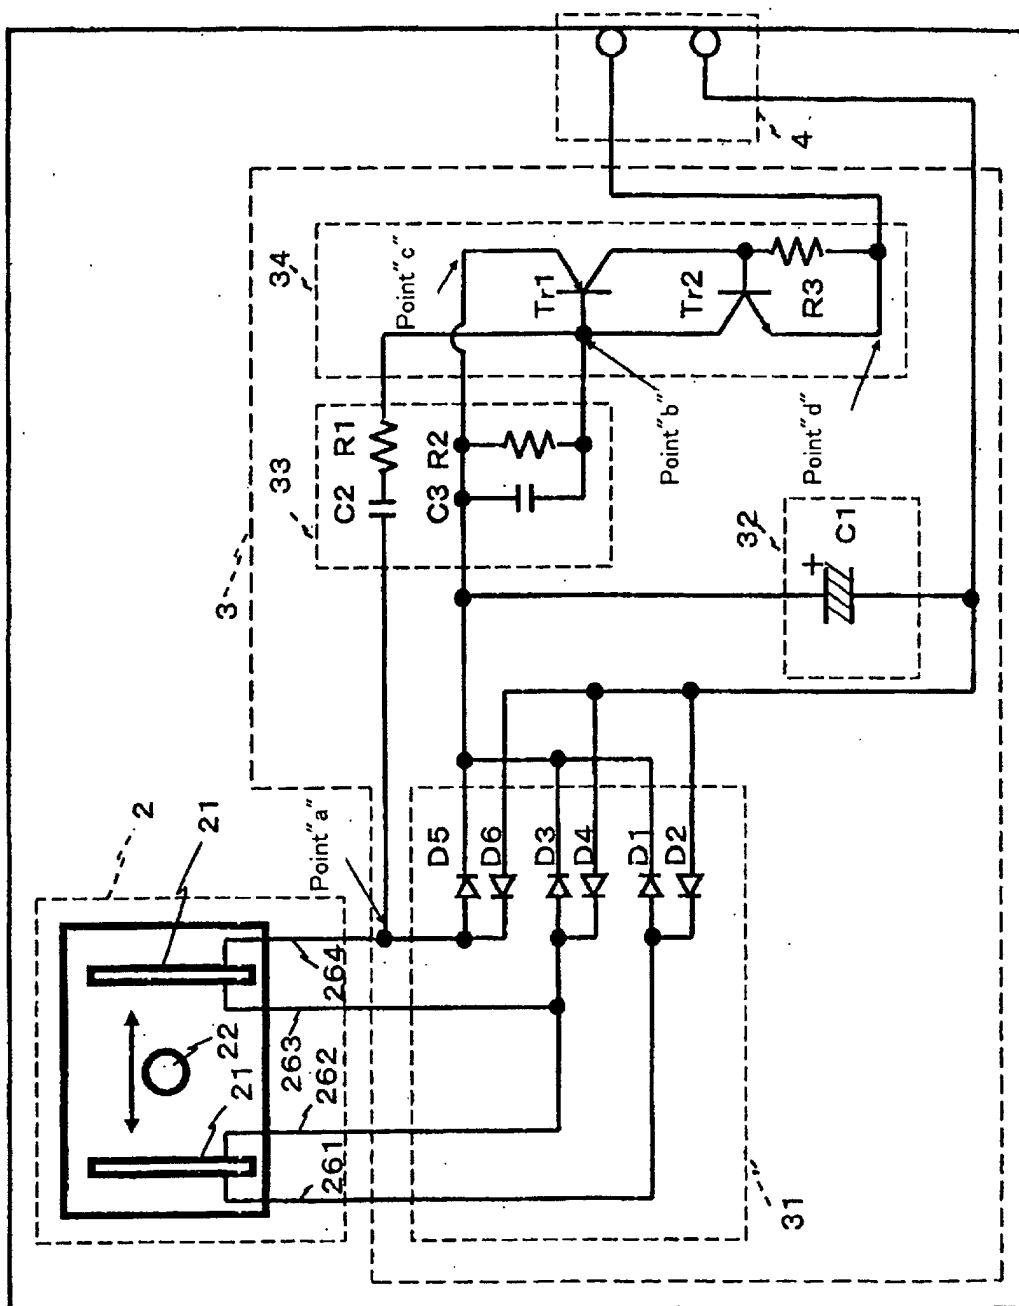 3
34
33
Point"c"
Tr1
Tr2
R3
Point"b"
Point"d"
C2 R1
C3 R2
32
C1
4
2
21
22
21
Point"a"
264
263
262
261
D5
D6
D3
D4
D1
D2
31